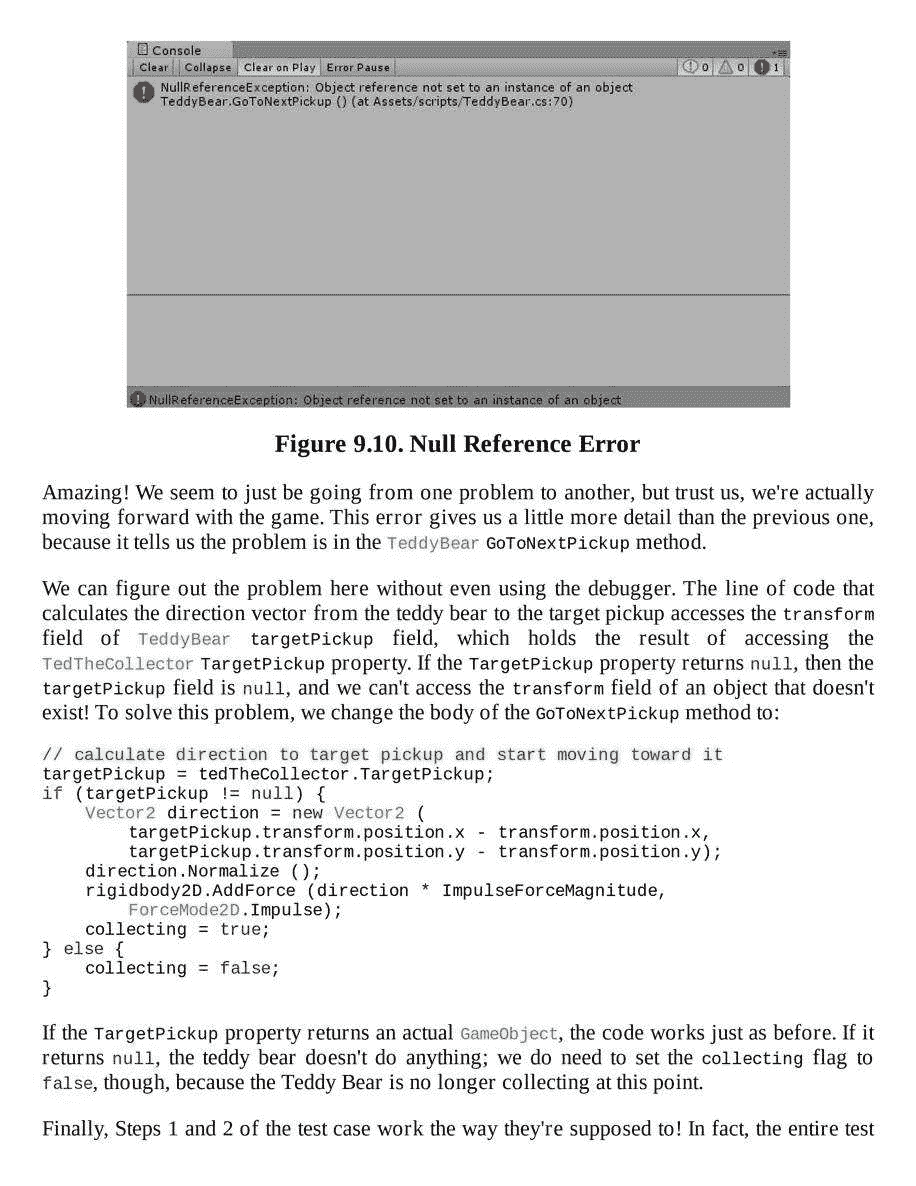 Console
Clear Collapse Clear on Play Error Pause 0 0 1
NullReferenceException: Object reference not set to an instance of an object
TeddyBear.GoToNextPickup () (at Assets/scripts/TeddyBear.cs:70)
NullReferenceException: Object reference not set to an instance of an object
Figure 9.10. Null Reference Error
Amazing! We seem to just be going from one problem to another, but trust us, we're actually
moving forward with the game. This error gives us a little more detail than the previous one,
because it tells us the problem is in the TeddyBear GoToNextPickup method.
We can figure out the problem here without even using the debugger. The line of code that
calculates the direction vector from the teddy bear to the target pickup accesses the transform
field of TeddyBear targetPickup field, which holds the result of accessing the
TedTheCollector TargetPickup property. If the TargetPickup property returns null, then the
targetPickup field is null, and we can't access the transform field of an object that doesn't
exist! To solve this problem, we change the body of the GoToNextPickup method to:
// calculate direction to target pickup and start moving toward it
targetPickup = tedTheCollector.TargetPickup;
if (targetPickup != null) {
    Vector2 direction = new Vector2 (
        targetPickup.transform.position.x - transform.position.x,
        targetPickup.transform.position.y - transform.position.y);
    direction.Normalize ();
    rigidbody2D.AddForce (direction * ImpulseForceMagnitude,
        ForceMode2D.Impulse);
    collecting = true;
} else {
    collecting = false;
}
If the TargetPickup property returns an actual GameObject, the code works just as before. If it
returns null, the teddy bear doesn't do anything; we do need to set the collecting flag to
false, though, because the Teddy Bear is no longer collecting at this point.
Finally, Steps 1 and 2 of the test case work the way they're supposed to! In fact, the entire test